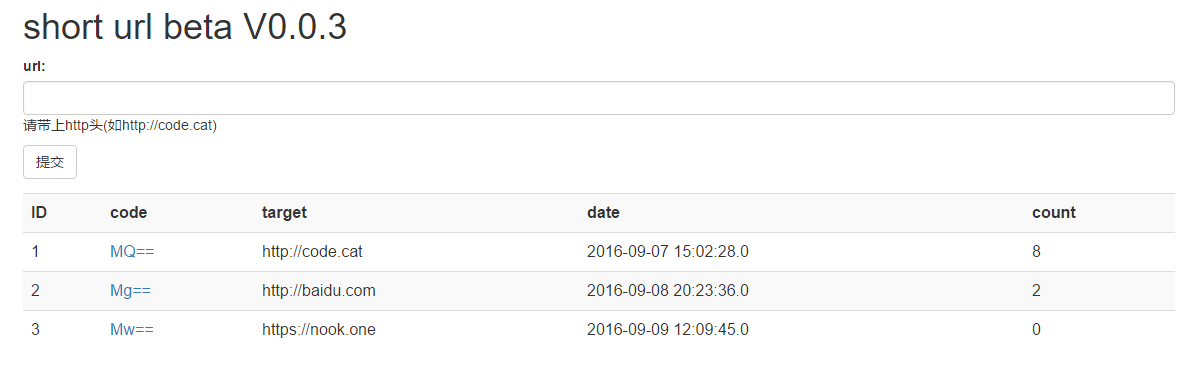 short url beta V0.0.3
url:
请带上http头(如http://code.cat)
提交
ID code target date count
1 MQ== http://code.cat 2016-09-07 15:02:28.0 8
2 Mg== http://baidu.com 2016-09-08 20:23:36.0 2
3 Mw== https://nook.one 2016-09-09 12:09:45.0 0